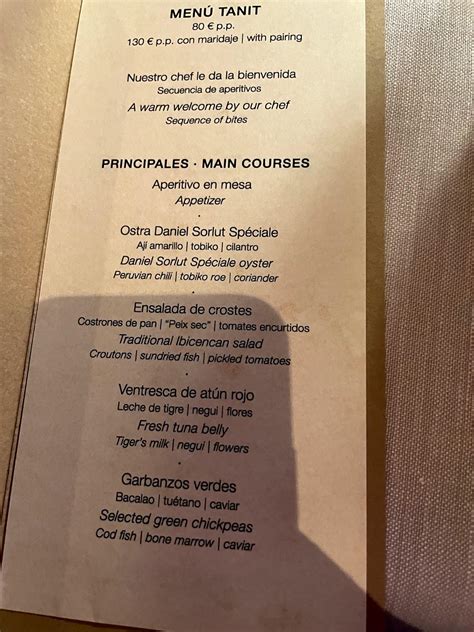 MENÚ TANIT
80 € p.p.
130 € p.p. con maridaje | with pairing
Nuestro chef le da la bienvenida
Secuencia de aperitivos
A warm welcome by our chef
Sequence of bites
PRINCIPALES · MAIN COURSES
Aperitivo en mesa
Appetizer
·
Ostra Daniel Sorlut Spéciale
Ají amarillo | tobiko | cilantro
Daniel Sorlut Spéciale oyster
Peruvian chili | tobiko roe | coriander
·
Ensalada de crostes
Costrones de pan | "Peix sec" | tomates encurtidos
Traditional Ibicencan salad
Croutons | sundried fish | pickled tomatoes
·
Ventresca de atún rojo
Leche de tigre | negui | flores
Fresh tuna belly
Tiger's milk | negui | flowers
·
Garbanzos verdes
Bacalao | tuétano | caviar
Selected green chickpeas
Cod fish | bone marrow | caviar